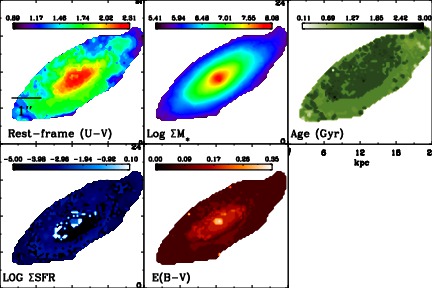 24
0.89 1.17 1.46 1.74 2.02 2.31
5.41 5.94 6.48 7.01 7.55 8.08
0.11 0.69 1.27 1.85 2.42 3.00
1"
Rest-frame (U-V)
Log ΣM*
Age (Gyr)
0
6 12 18
kpc
-5.00 -3.98 -2.96 -1.94 -0.92 0.10
0.00 0.09 0.17 0.26 0.35
LOG ΣSFR
E(B-V)
0